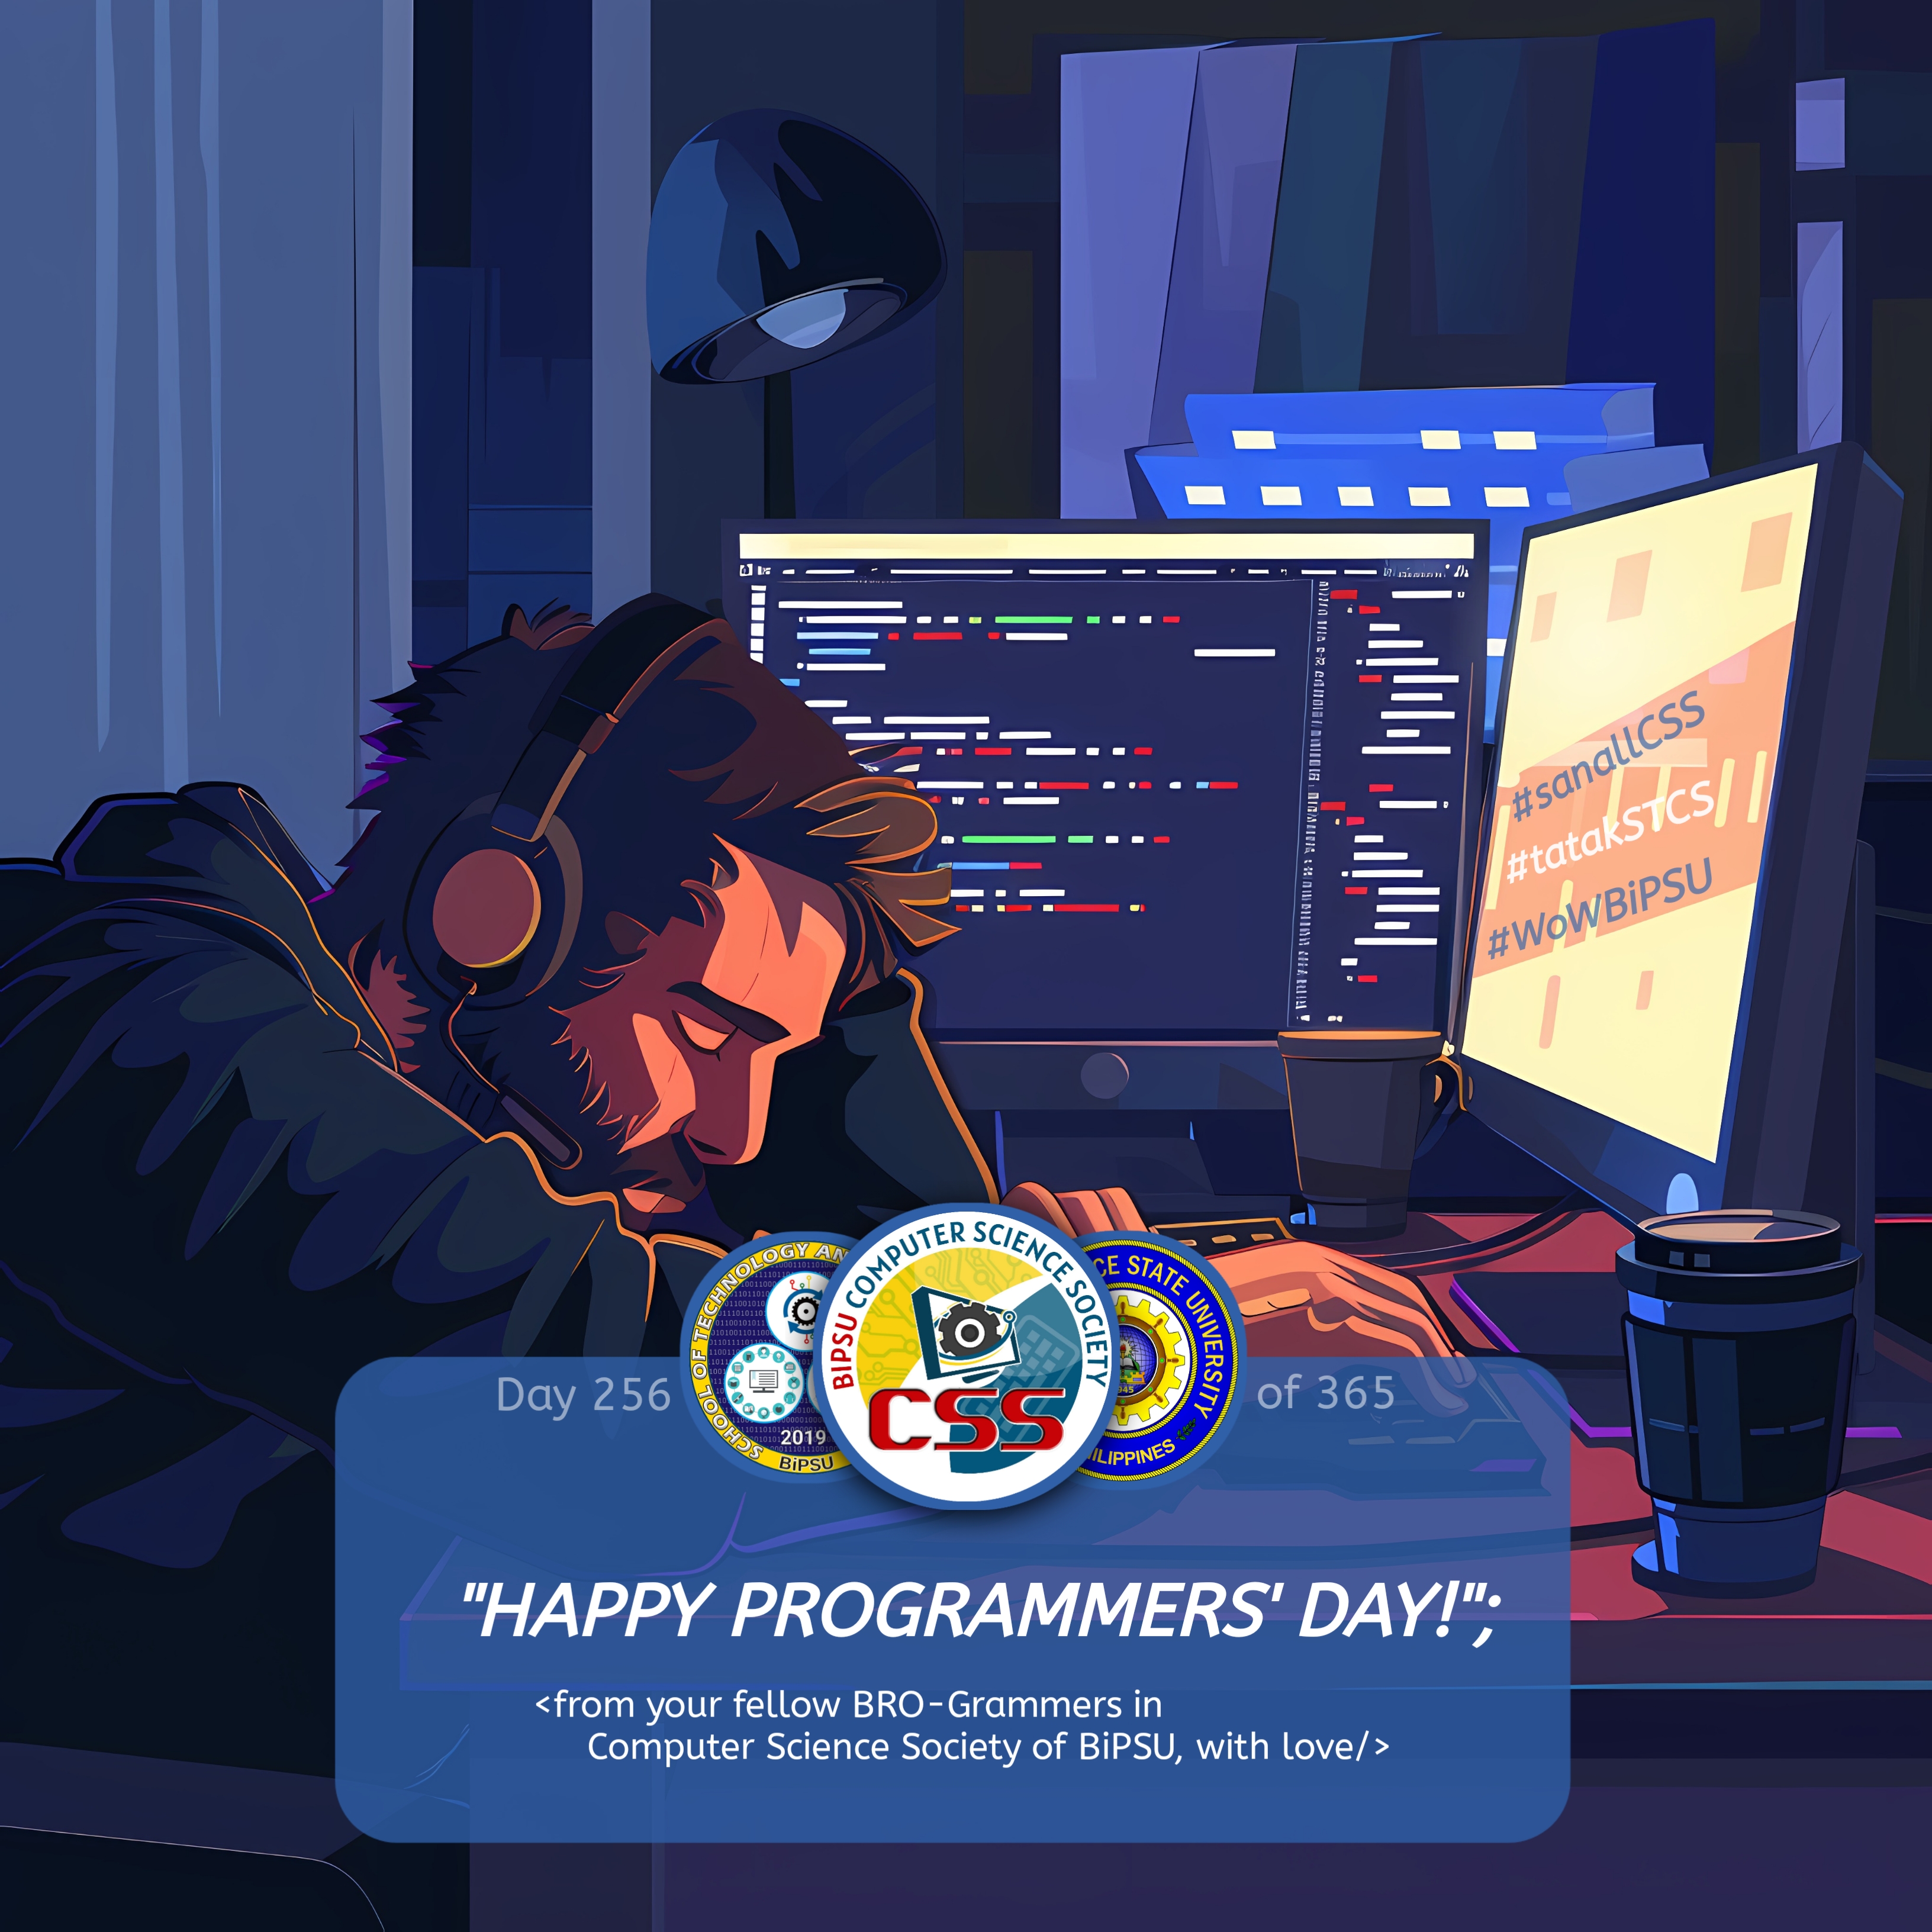 #sanallCSS
#tatakSTCS
#WoWBiPSU
SCHOOL OF TECHNOLOGY AN
2019
BiPSU
BIPSU COMPUTER SCIENCE SOCIETY
CSS
CE STATE UNIVERSITY
ILIPPINES
Day 256
of 365
"HAPPY PROGRAMMERS' DAY!";
<from your fellow BRO-Grammers in
Computer Science Society of BiPSU, with love/>